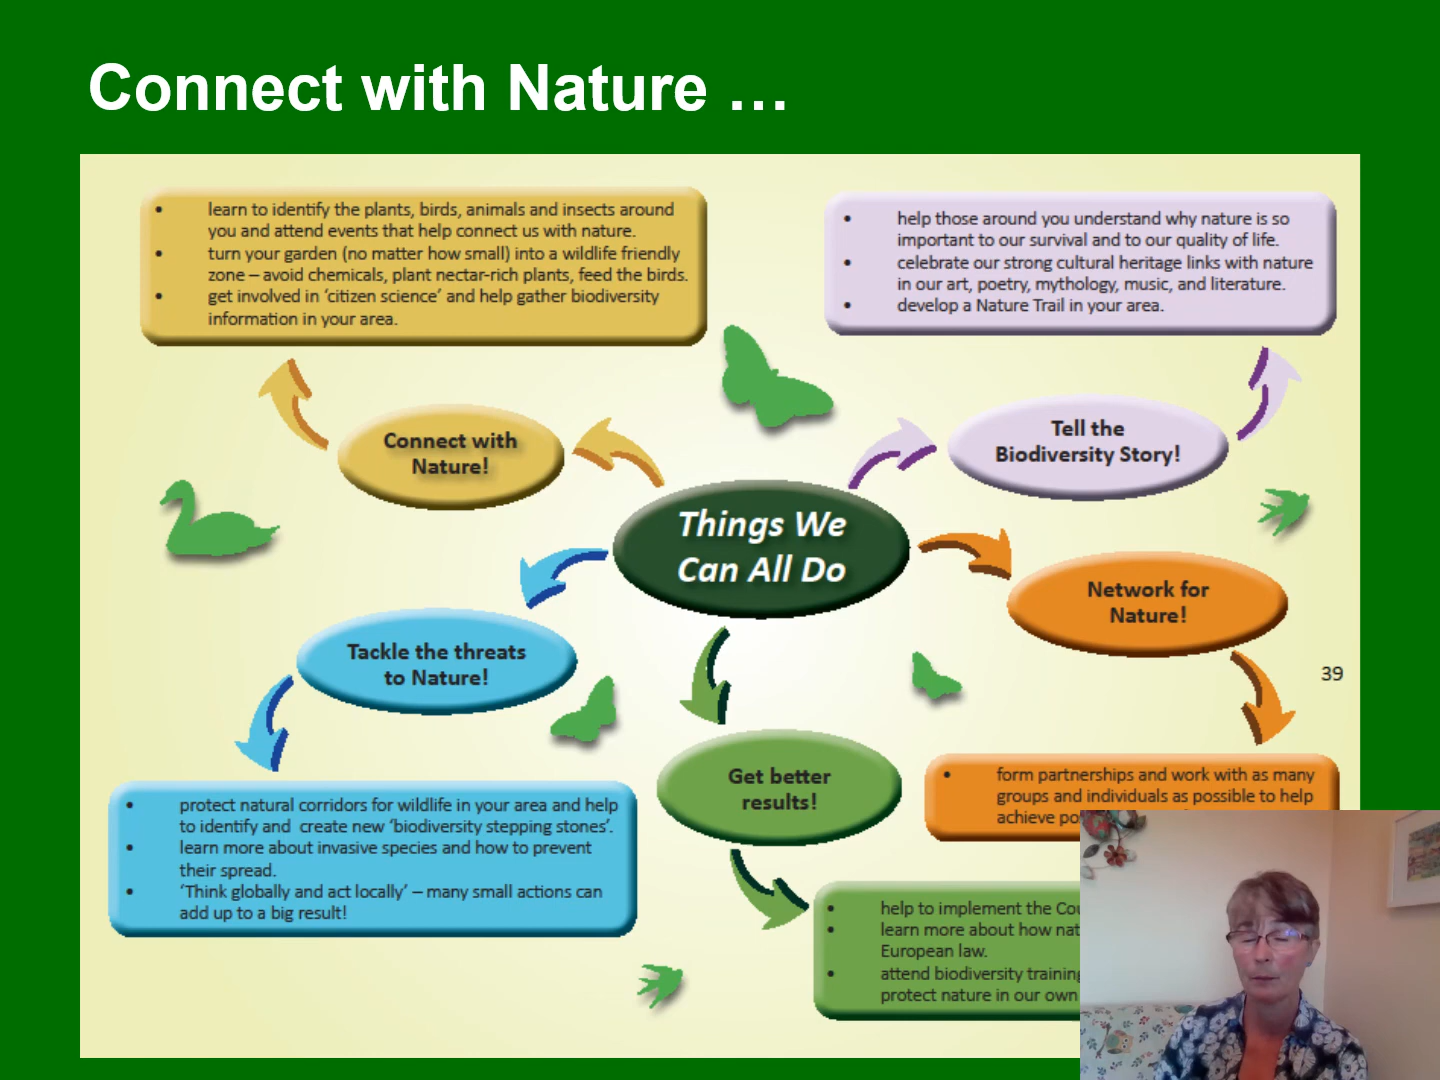 Connect with Nature …
• learn to identify the plants, birds, animals and insects around
you and attend events that help connect us with nature.
• turn your garden (no matter how small) into a wildlife friendly
zone – avoid chemicals, plant nectar-rich plants, feed the birds.
• get involved in ‘citizen science’ and help gather biodiversity
information in your area.
• help those around you understand why nature is so
important to our survival and to our quality of life.
• celebrate our strong cultural heritage links with nature
in our art, poetry, mythology, music, and literature.
• develop a Nature Trail in your area.
Connect with
Nature!
Tell the
Biodiversity Story!
Things We
Can All Do
Network for
Nature!
Tackle the threats
to Nature!
39
Get better
results!
• form partnerships and work with as many
groups and individuals as possible to help
achieve
• protect natural corridors for wildlife in your area and help
to identify and create new ‘biodiversity stepping stones’.
• learn more about invasive species and how to prevent
their spread.
• ‘Think globally and act locally’ – many small actions can
add up to a big result!
• help to implement the
• learn more about how
European law.
• attend biodiversity training
protect nature in our own